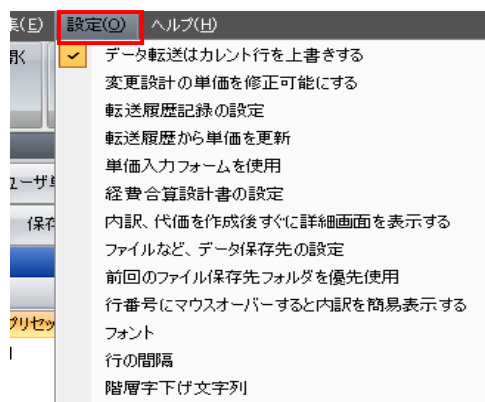 集(E) 設定(O) ヘルプ(H)
開く
データ転送はカレント行を上書きする
変更設計の単価を修正可能にする
転送履歴記録の設定
転送履歴から単価を更新
単価入力フォームを使用
ユーザ単
経費合算設計書の設定
保存
内訳、代価を作成後すぐに詳細画面を表示する
ファイルなど、データ保存先の設定
前回のファイル保存先フォルダを優先使用
行番号にマウスオーバーすると内訳を簡易表示する
プリセッ
フォント
行の間隔
階層字下げ文字列